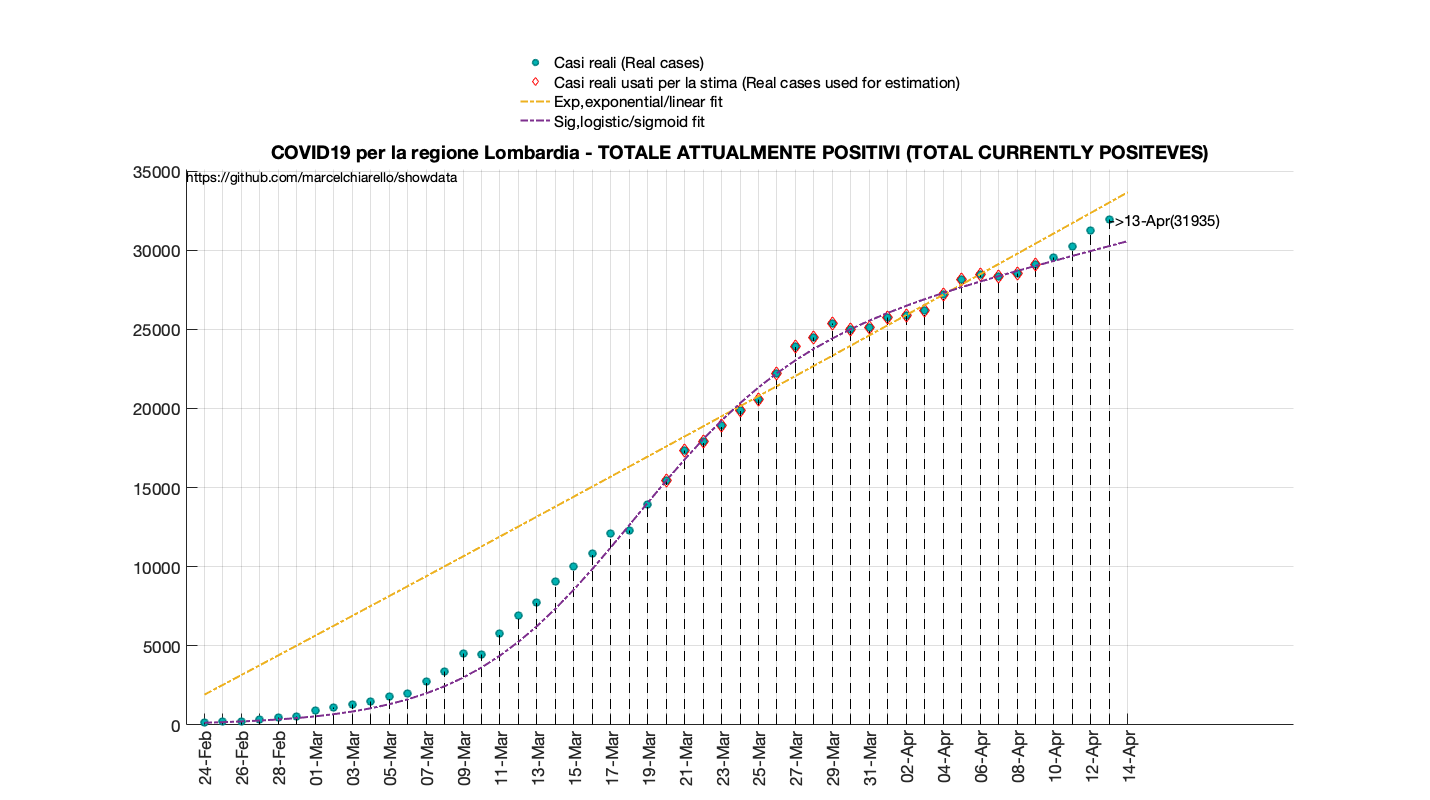 Casi reali (Real cases)
Casi reali usati per la stima (Real cases used for estimation)
Exp,exponential/linear fit
Sig,logistic/sigmoid fit
COVID19 per la regione Lombardia - TOTALE ATTUALMENTE POSITIVI (TOTAL CURRENTLY POSITEVES)
https://github.com/marcelchiarello/showdata
35000
30000
25000
20000
15000
10000
5000
0
->13-Apr(31935)
24-Feb
26-Feb
28-Feb
01-Mar
03-Mar
05-Mar
07-Mar
09-Mar
11-Mar
13-Mar
15-Mar
17-Mar
19-Mar
21-Mar
23-Mar
25-Mar
27-Mar
29-Mar
31-Mar
02-Apr
04-Apr
06-Apr
08-Apr
10-Apr
12-Apr
14-Apr